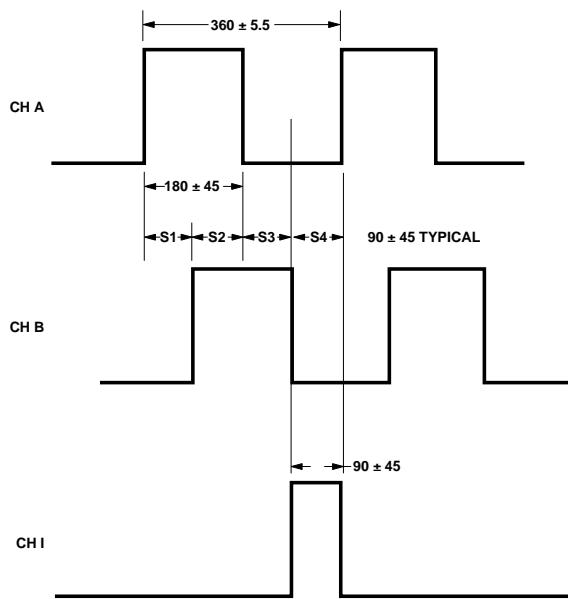 360 ± 5.5
CH A
180 ± 45
S1 S2 S3 S4 90 ± 45 TYPICAL
CH B
90 ± 45
CH I